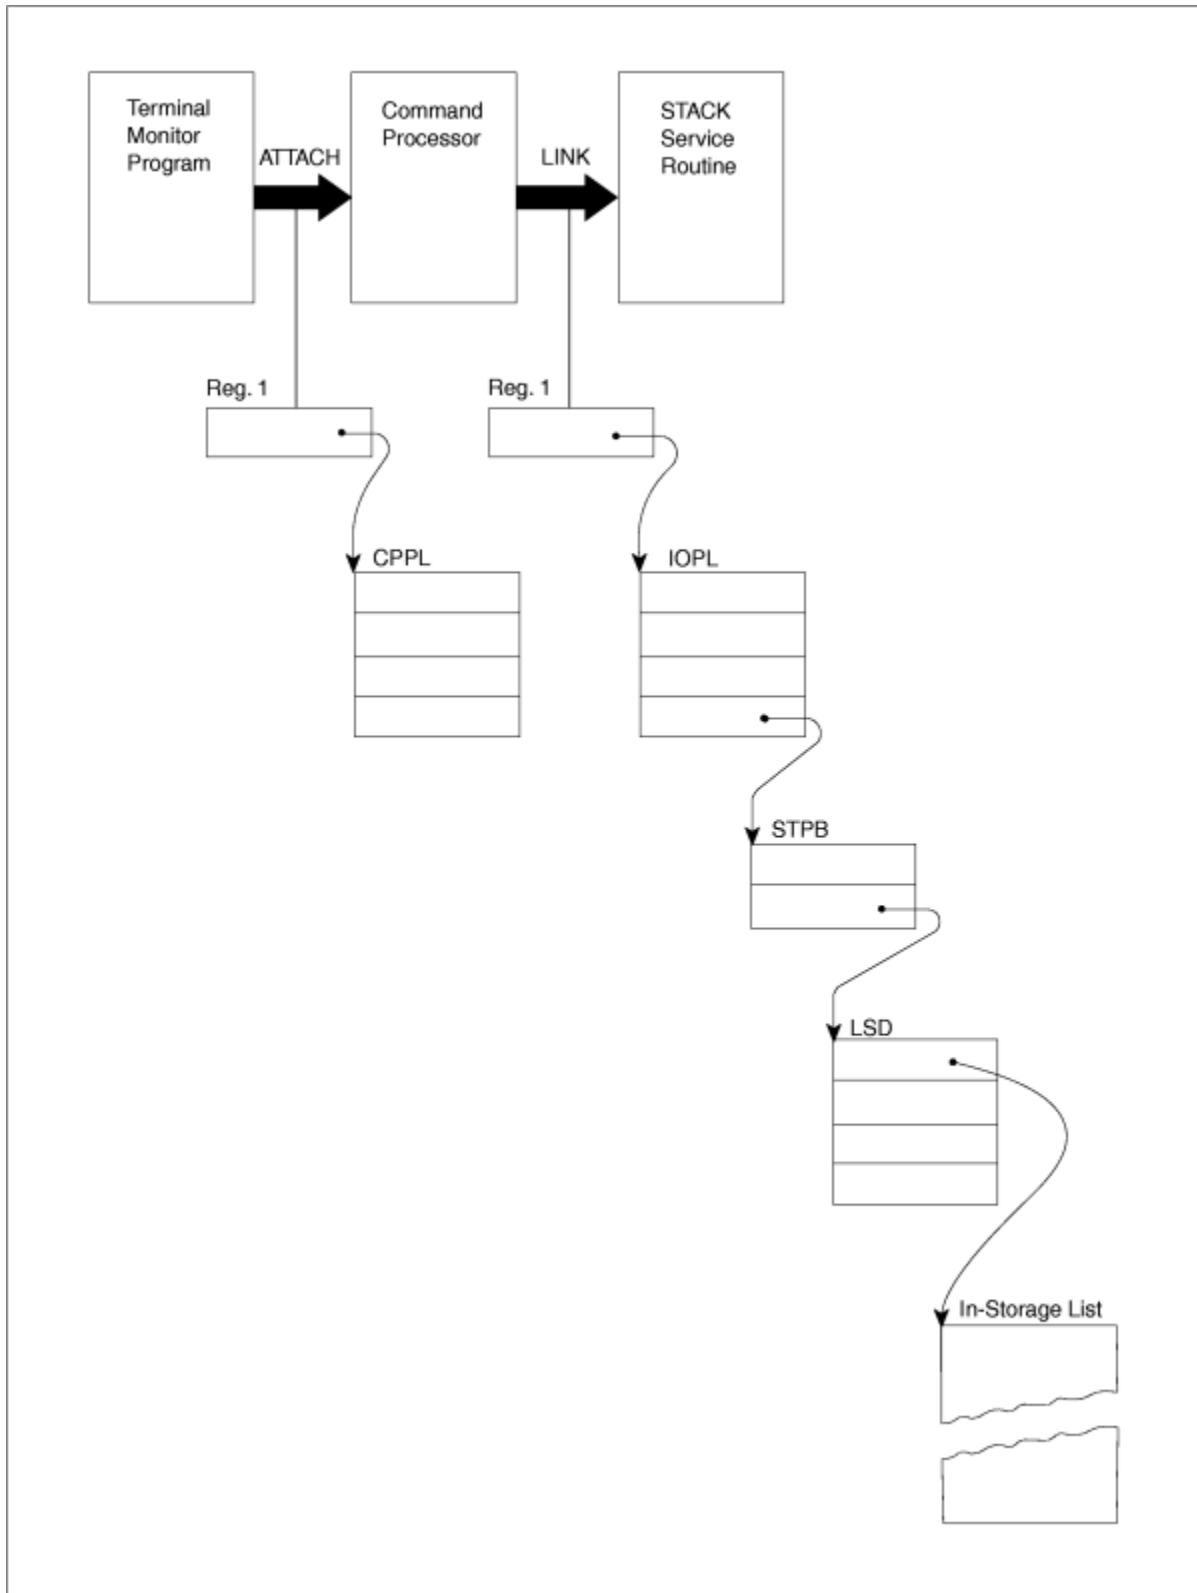 Terminal
Monitor
Program
ATTACH
Command
Processor
LINK
STACK
Service
Routine
Reg. 1
Reg. 1
CPPL
IOPL
STPB
LSD
In-Storage List